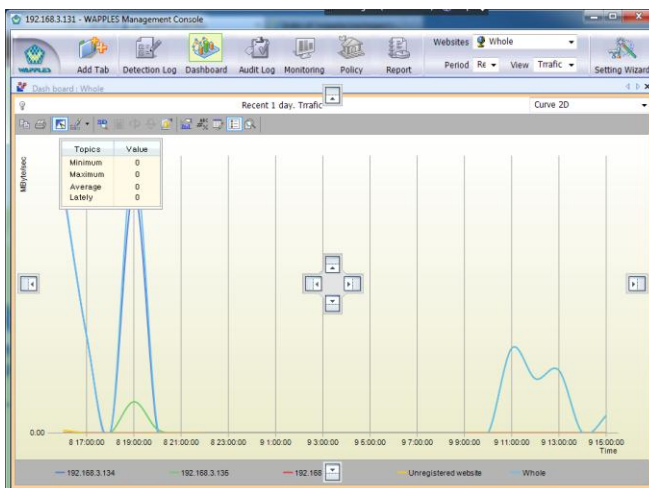 192.168.3.131 - WAPPLES Management Console
WAPPLES
Add Tab
Detection Log
Dashboard
Audit Log
Monitoring
Policy
Report
Websites Whole
Period Re View Trrafic
Setting Wizard
Dash board : Whole
Recent 1 day. Trrafic
Curve 2D
Topics Value
Minimum 0
Maximum 0
Average 0
Lately 0
MByte/sec
0.00
8 17:00:00 8 19:00:00 8 21:00:00 8 23:00:00 9 1:00:00 9 3:00:00 9 5:00:00 9 7:00:00 9 9:00:00 9 11:00:00 9 13:00:00 9 15:00:00
Time
192.168.3.134 192.168.3.135 192.168 Unregistered website Whole